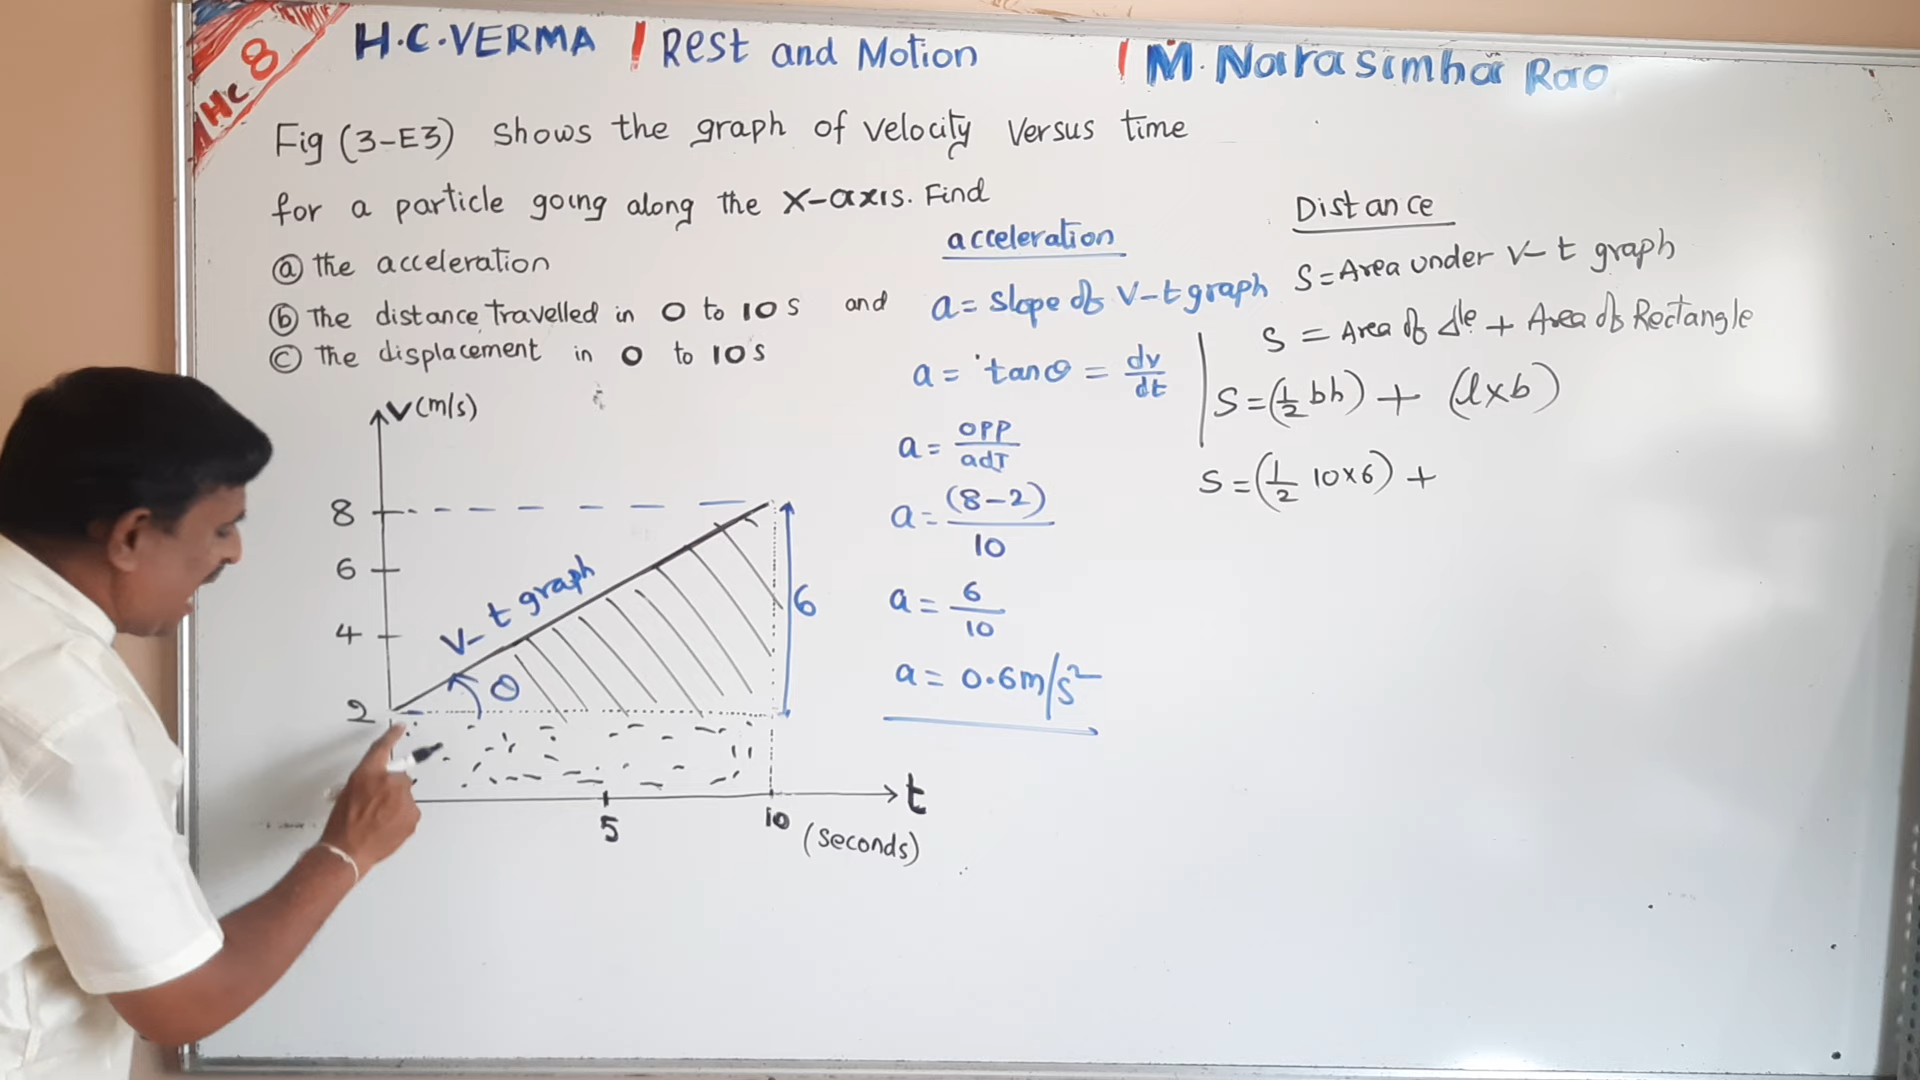 HC 8
H.C.VERMA | Rest and Motion | M. Narasimha Rao
Fig (3-E3) Shows the graph of velocity Versus time
for a particle going along the X-axis. Find
ⓐ the acceleration
ⓑ the distance travelled in 0 to 10 s and
ⓒ the displacement in 0 to 10s
V(m/s)
8
6
4
2
V-t graph
θ
6
5
10
t
(seconds)
acceleration
a = slope of V-t graph
a = tanθ = dv/dt
a = opp/adj
a = (8-2)/10
a = 6/10
a = 0.6m/s²
Distance
S = Area under V-t graph
S = Area of Δle + Area of Rectangle
S = (1/2 bh) + (l×b)
S = (1/2 10×6) +